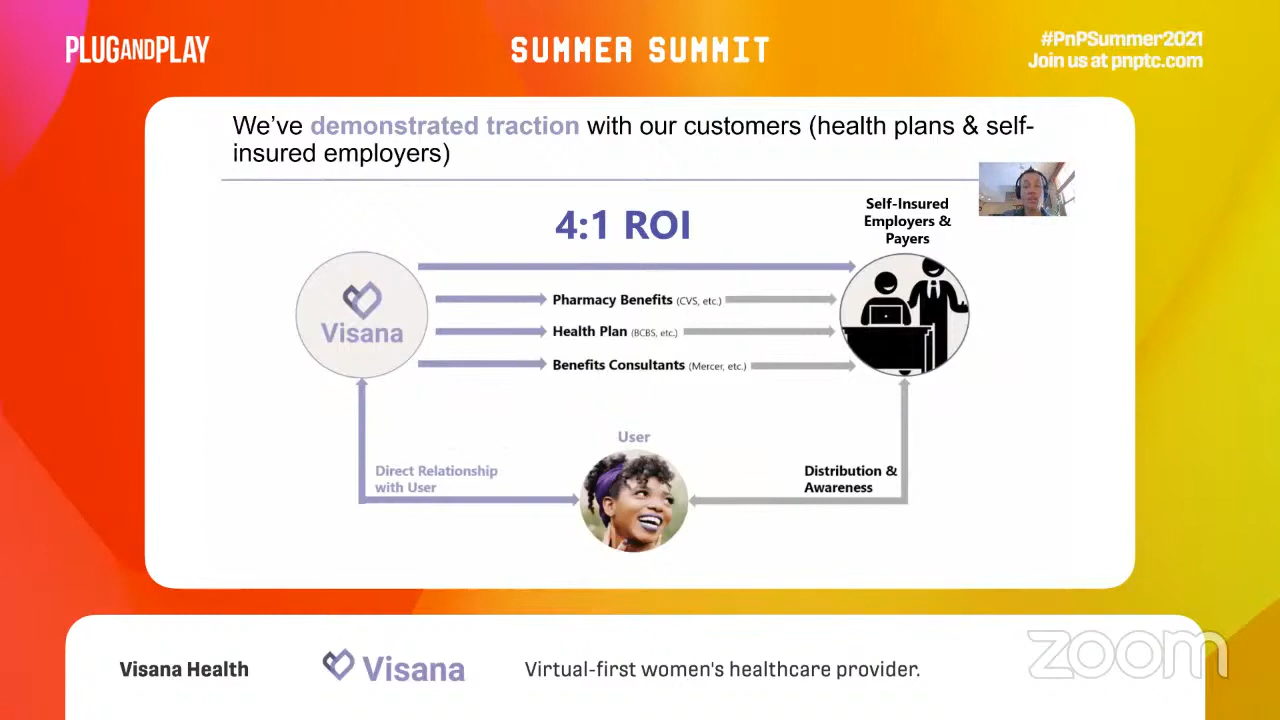 PLUGANDPLAY
SUMMER SUMMIT
#PnPSummer2021
Join us at pnptc.com
We've demonstrated traction with our customers (health plans & self-
insured employers)
4:1 ROI
Self-Insured
Employers &
Payers
Visana
Pharmacy Benefits (CVS, etc.)
Health Plan (BCBS, etc.)
Benefits Consultants (Mercer, etc.)
User
Direct Relationship
with User
Distribution &
Awareness
Visana Health
Visana
Virtual-first women's healthcare provider.
zoom